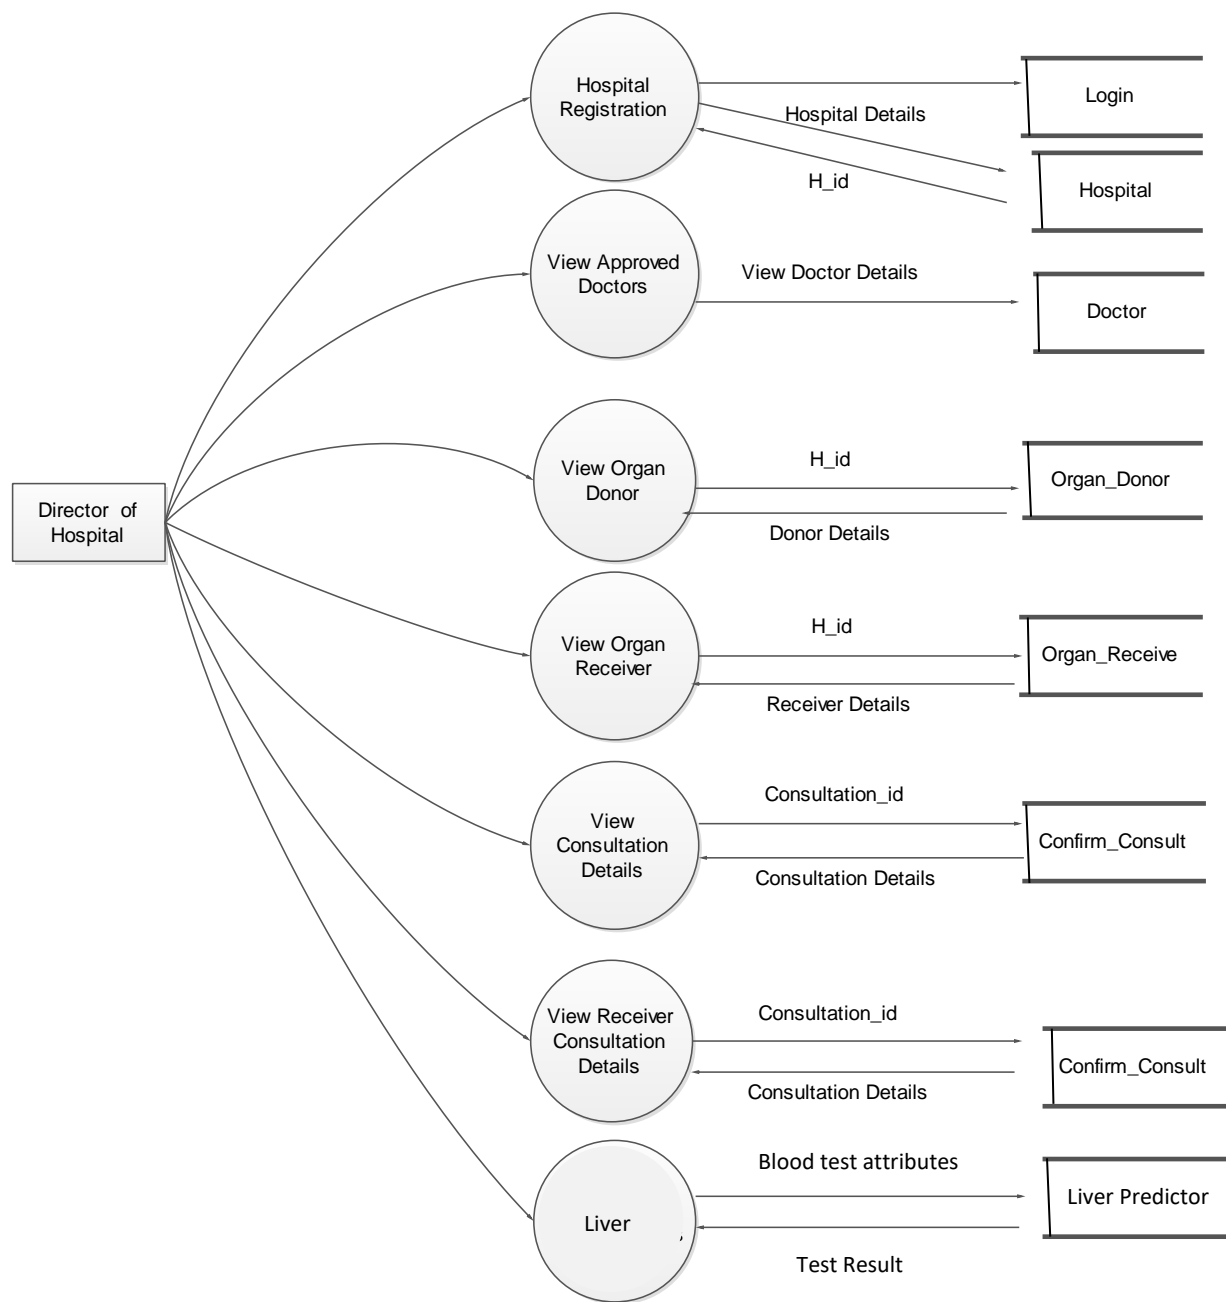 Hospital
Registration
Login
Hospital Details
H_id
Hospital
View Approved
Doctors
View Doctor Details
Doctor
Director of
Hospital
View Organ
Donor
H_id
Organ_Donor
Donor Details
View Organ
Receiver
H_id
Organ_Receive
Receiver Details
View
Consultation
Details
Consultation_id
Confirm_Consult
Consultation Details
View Receiver
Consultation
Details
Consultation_id
Confirm_Consult
Consultation Details
Liver
,
Blood test attributes
Liver Predictor
Test Result